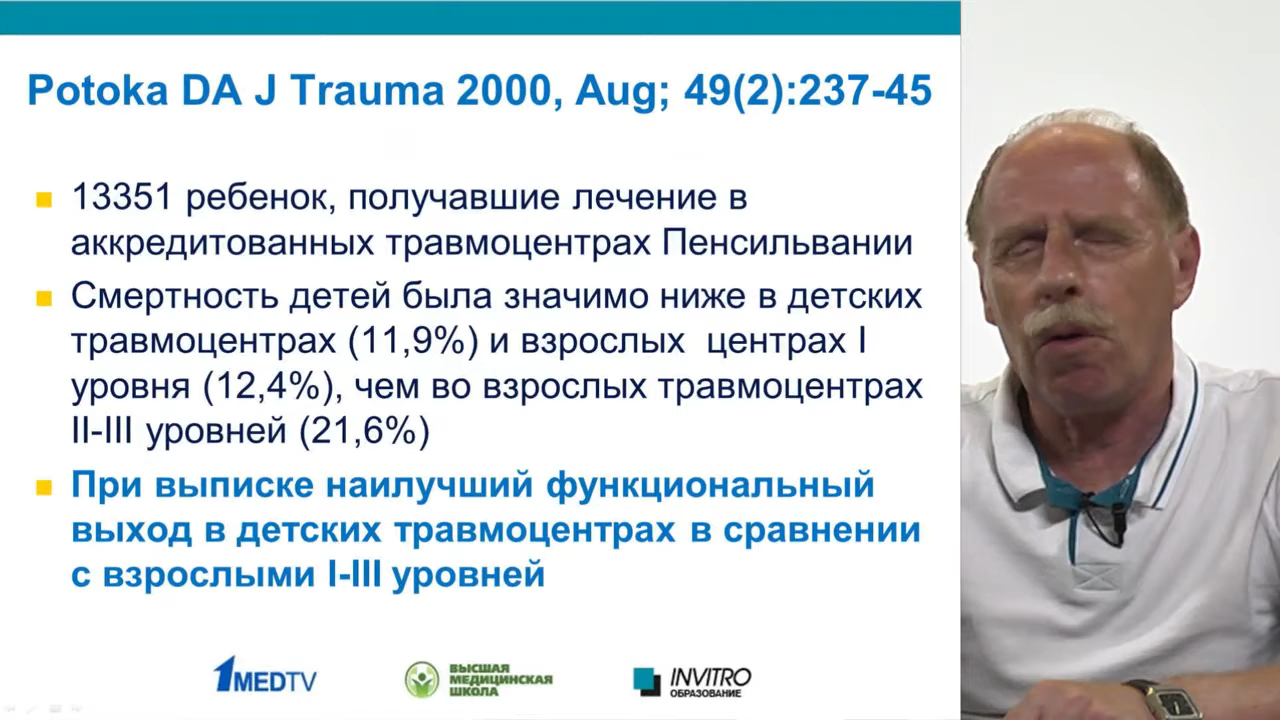 Potoka DA J Trauma 2000, Aug; 49(2):237-45
13351 ребенок, получавшие лечение в
аккредитованных травмоцентрах Пенсильвании
Смертность детей была значимо ниже в детских
травмоцентрах (11,9%) и взрослых центрах I
уровня (12,4%), чем во взрослых травмоцентрах
II-III уровней (21,6%)
При выписке наилучший функциональный
выход в детских травмоцентрах в сравнении
с взрослыми I-III уровней
1MEDTV
ВЫСШАЯ
МЕДИЦИНСКАЯ
ШКОЛА
INVITRO
ОБРАЗОВАНИЕ